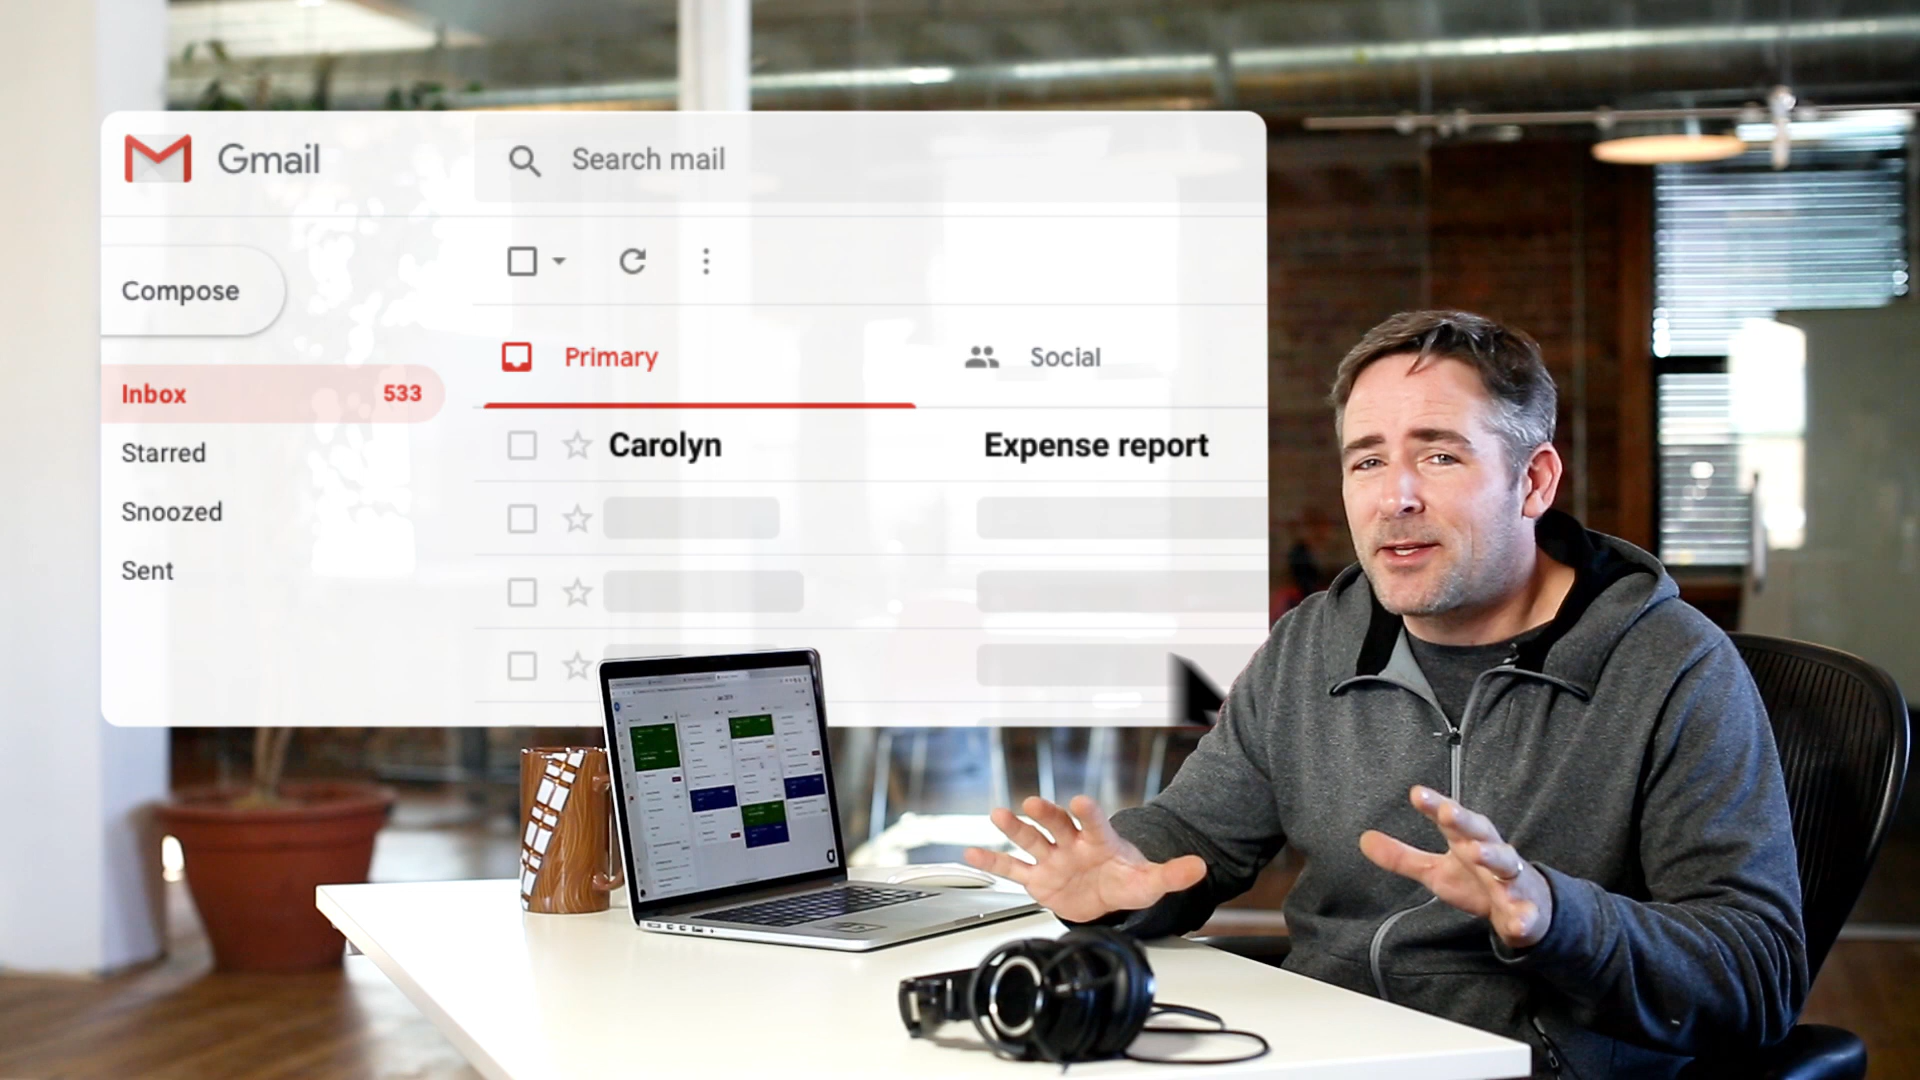 Gmail
Search mail
Compose
Primary
Social
Inbox 533
Carolyn Expense report
Starred
Snoozed
Sent